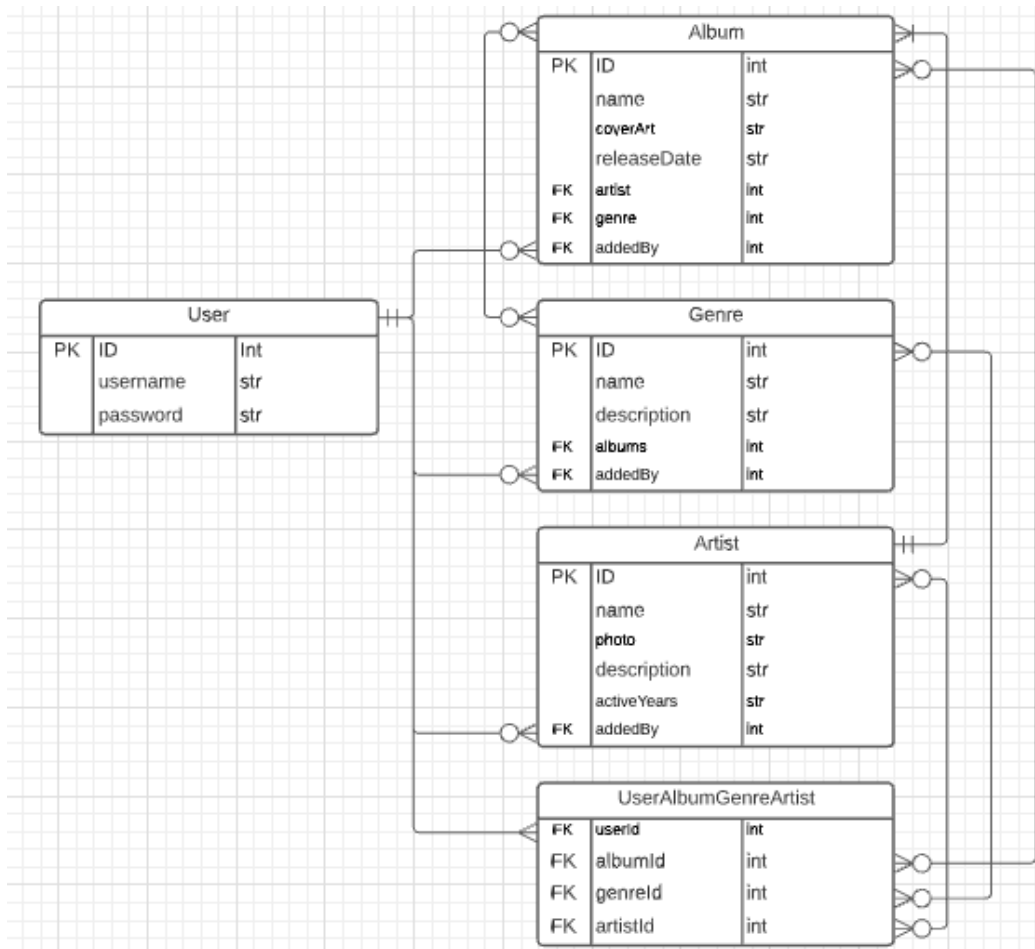 Album
PK ID int
name str
coverArt str
releaseDate str
FK artist int
FK genre int
FK addedBy int
User
PK ID Int
username str
password str
Genre
PK ID int
name str
description str
FK albums int
FK addedBy int
Artist
PK ID int
name str
photo str
description str
activeYears str
FK addedBy int
UserAlbumGenreArtist
FK userId int
FK albumId int
FK genreId int
FK artistId int